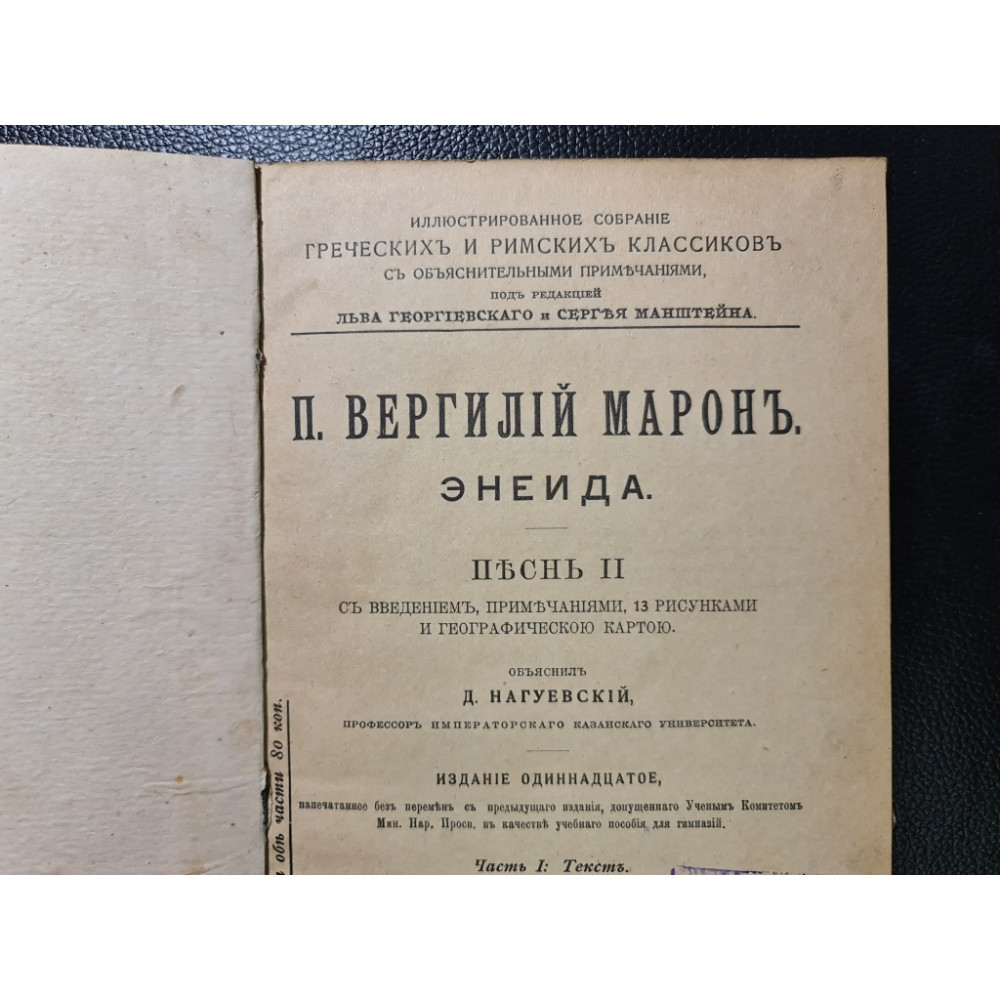 ИЛЛЮСТРИРОВАННОЕ СОБРАНІЕ
ГРЕЧЕСКИХЪ И РИМСКИХЪ КЛАССИКОВЪ
СЪ ОБЪЯСНИТЕЛЬНЫМИ ПРИМѢЧАНІЯМИ,
ПОДЪ РЕДАКЦІЕЙ
ЛЬВА ГЕОРГІЕВСКАГО и СЕРГѢЯ МАНШТЕЙНА.
П. ВЕРГИЛІЙ МАРОНЪ.
ЭНЕИДА.
ПѢСНЬ II
СЪ ВВЕДЕНІЕМЪ, ПРИМѢЧАНІЯМИ, 13 РИСУНКАМИ
И ГЕОГРАФИЧЕСКОЮ КАРТОЮ.
ОБЪЯСНИЛЪ
Д. НАГУЕВСКІЙ,
ПРОФЕССОРЪ ИМПЕРАТОРСКАГО КАЗАНСКАГО УНИВЕРСИТЕТА.
ИЗДАНІЕ ОДИННАДЦАТОЕ,
напечатанное безъ перемѣнъ съ предыдущаго изданія, допущеннаго Ученымъ Комитетомъ
Мин. Нар. Просв. въ качествѣ учебнаго пособія для гимназій.
Часть I: Текстъ.
обѣ части 80 коп.